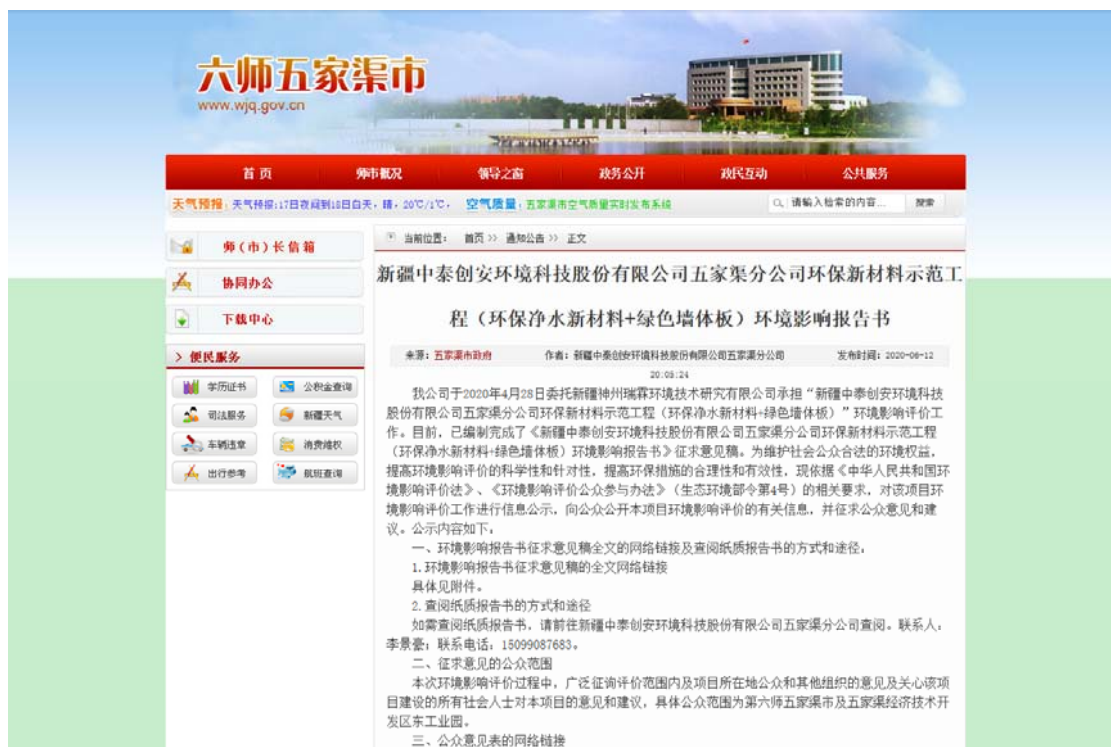 六师五家渠市
www.wjq.gov.cn
首 页 师市概况 领导之窗 政务公开 政民互动 公共服务
天气预报：天气预报:17日夜间到18日白天，晴，20℃/1℃， 空气质量：五家渠市空气质量实时发布系统 请输入检索的内容... 搜索
师（市）长信箱
协同办公
下载中心
> 便民服务
学历证书 公积金查询
司法服务 新疆天气
车辆违章 消费维权
出行参考 航班查询
当前位置： 首页 >> 通知公告 >> 正文
新疆中泰创安环境科技股份有限公司五家渠分公司环保新材料示范工
程（环保净水新材料+绿色墙体板）环境影响报告书
来源：五家渠市政府 作者：新疆中泰创安环境科技股份有限公司五家渠分公司 发布时间：2020-06-12
20:05:24
我公司于2020年4月28日委托新疆神州瑞霖环境技术研究有限公司承担“新疆中泰创安环境科技
股份有限公司五家渠分公司环保新材料示范工程（环保净水新材料+绿色墙体板）”环境影响评价工
作。目前，已编制完成了《新疆中泰创安环境科技股份有限公司五家渠分公司环保新材料示范工程
（环保净水新材料+绿色墙体板）环境影响报告书》征求意见稿。为维护社会公众合法的环境权益，
提高环境影响评价的科学性和针对性，提高环保措施的合理性和有效性，现依据《中华人民共和国环
境影响评价法》、《环境影响评价公众参与办法》（生态环境部令第4号）的相关要求，对该项目环
境影响评价工作进行信息公示，向公众公开本项目环境影响评价的有关信息，并征求公众意见和建
议。公示内容如下：
一、环境影响报告书征求意见稿全文的网络链接及查阅纸质报告书的方式和途径：
1.环境影响报告书征求意见稿的全文网络链接
具体见附件。
2.查阅纸质报告书的方式和途径
如需查阅纸质报告书，请前往新疆中泰创安环境科技股份有限公司五家渠分公司查阅。联系人：
李景豪；联系电话：15099087683。
二、征求意见的公众范围
本次环境影响评价过程中，广泛征询评价范围内及项目所在地公众和其他组织的意见及关心该项
目建设的所有社会人士对本项目的意见和建议，具体公众范围为第六师五家渠市及五家渠经济技术开
发区东工业园。
三、公众意见表的网络链接